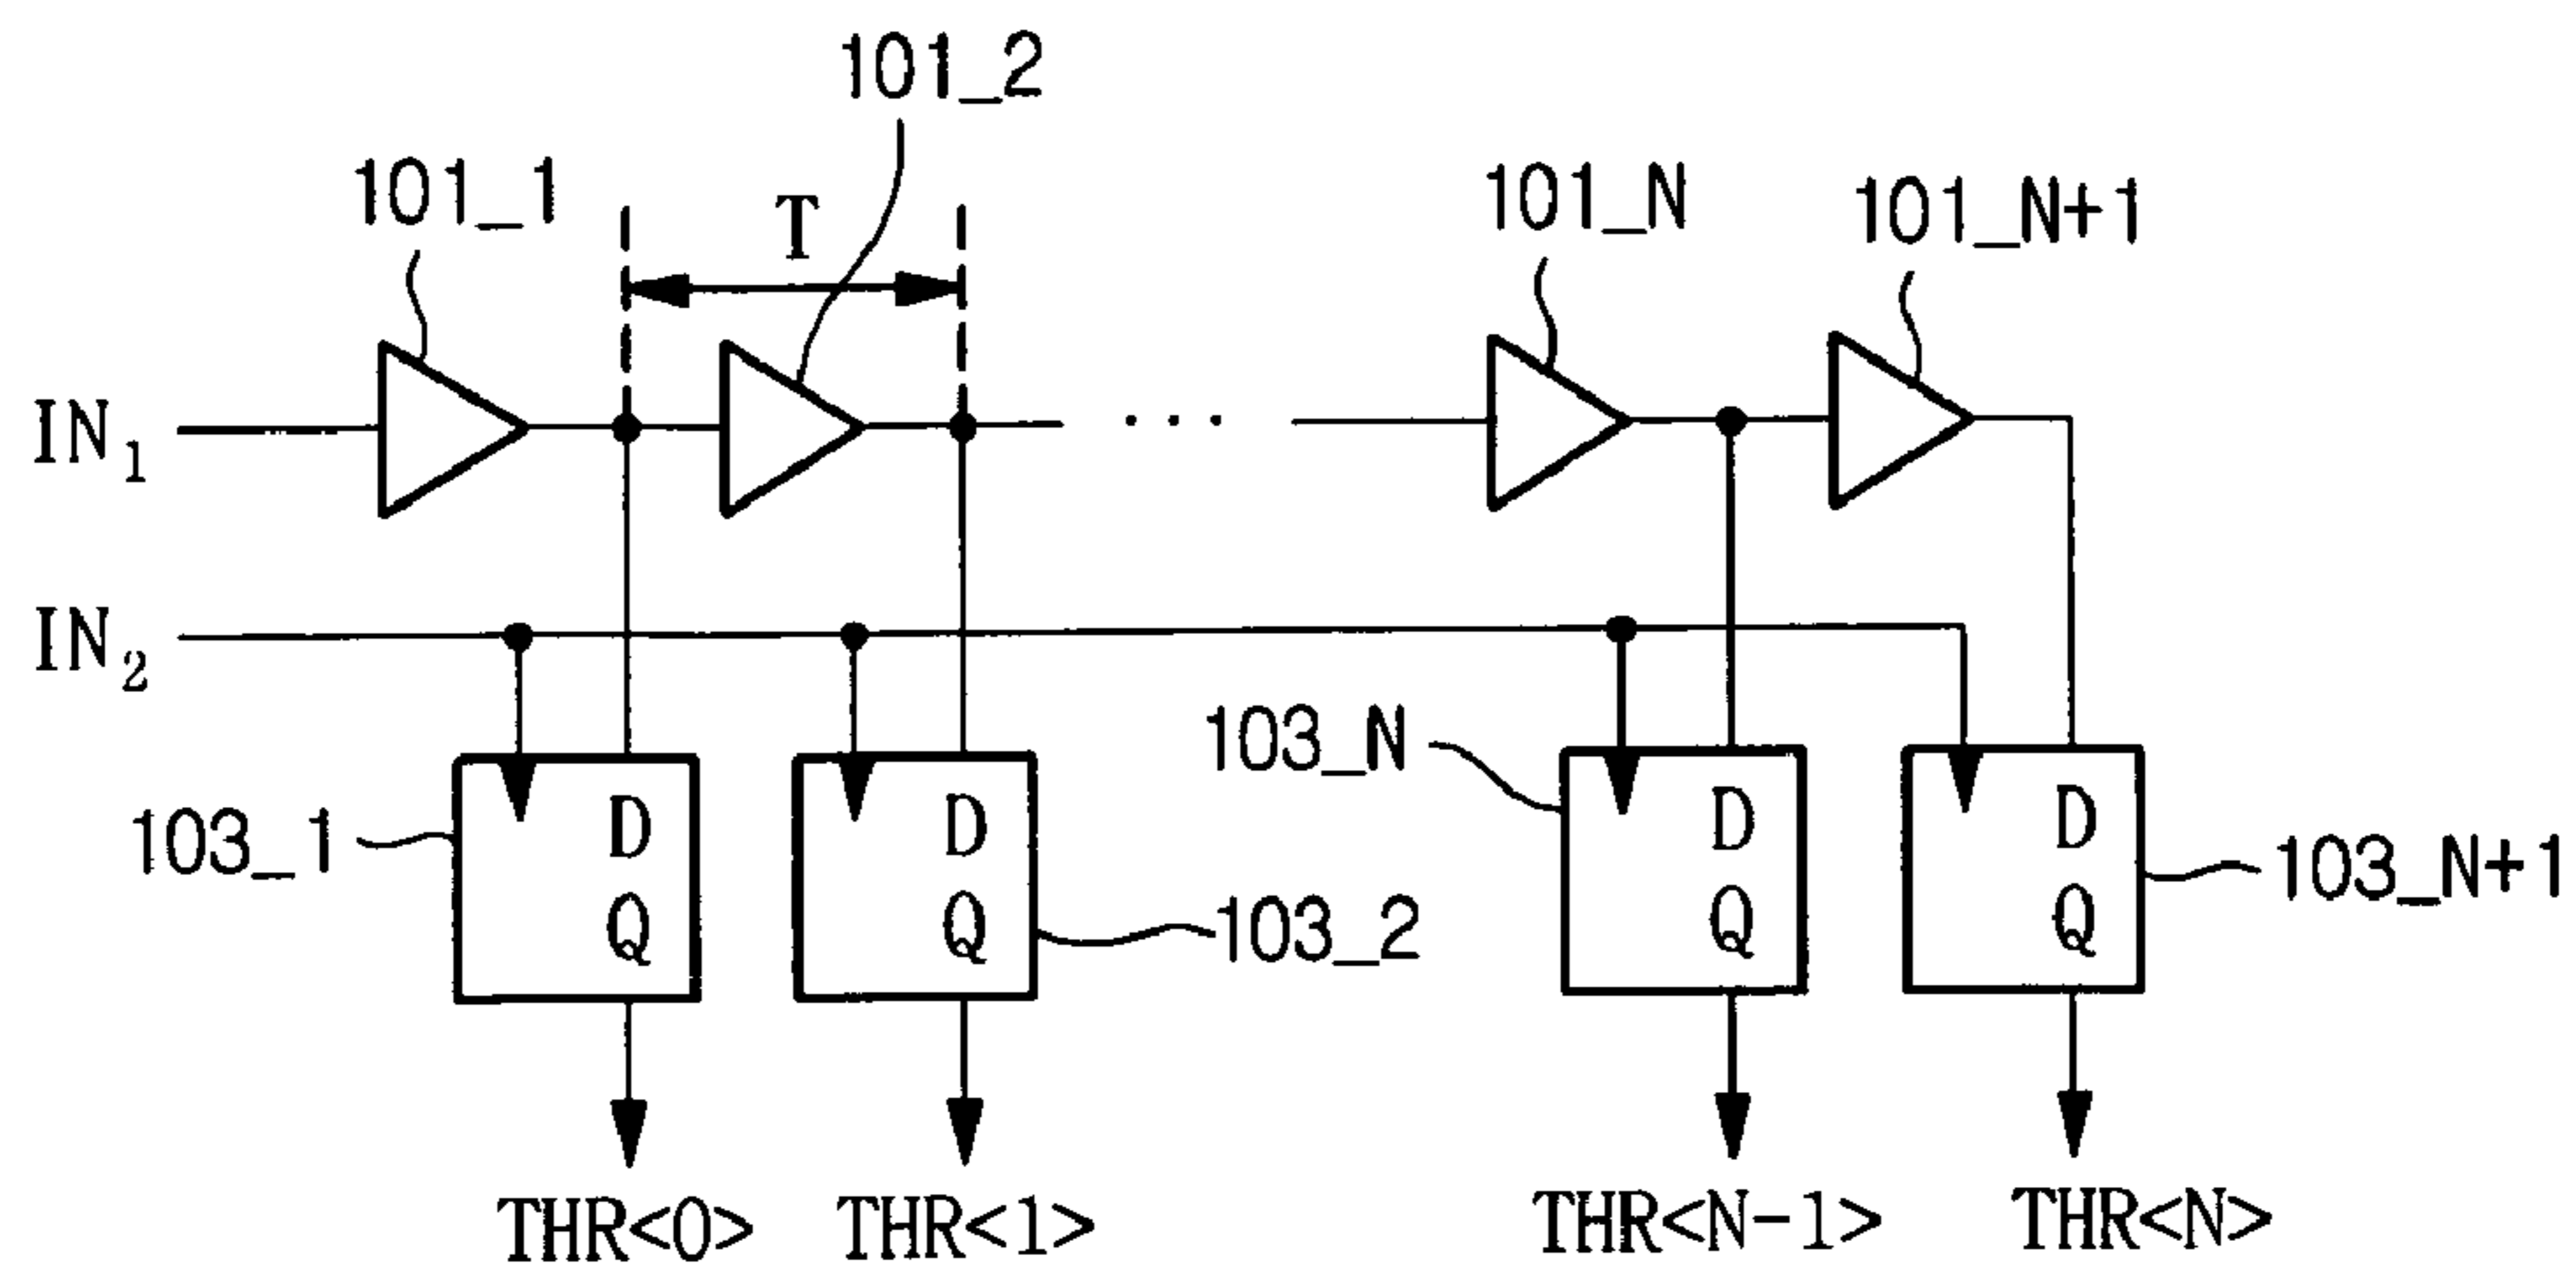 101_2
101_1
T
101_N
101_N+1
IN1
IN2
103_N
103_1
D
Q
D
Q
103_2
D
Q
D
Q
103_N+1
THR<0>
THR<1>
THR<N-1>
THR<N>